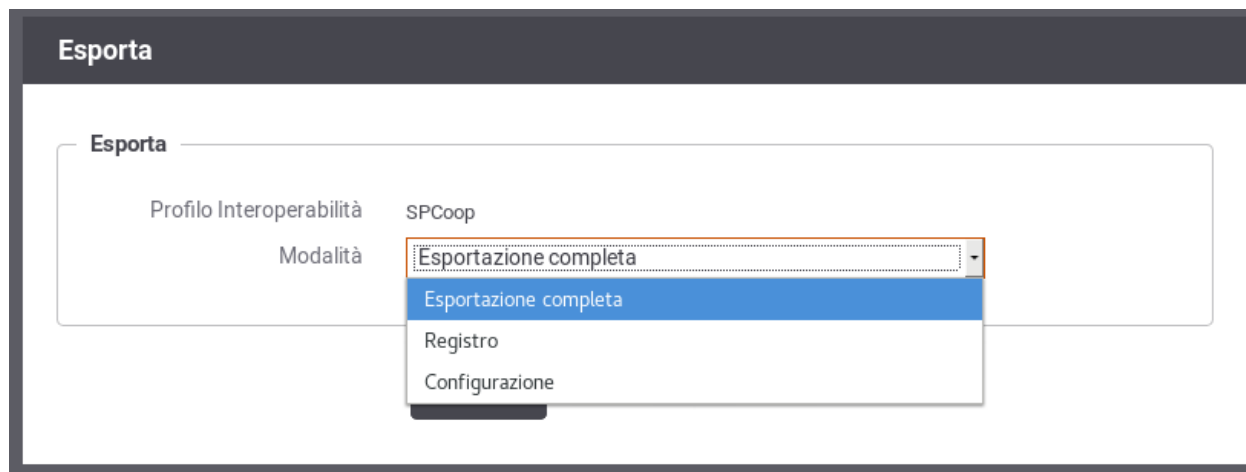 Esporta
Esporta
Profilo Interoperabilità SPCoop
Modalità Esportazione completa
Esportazione completa
Registro
Configurazione